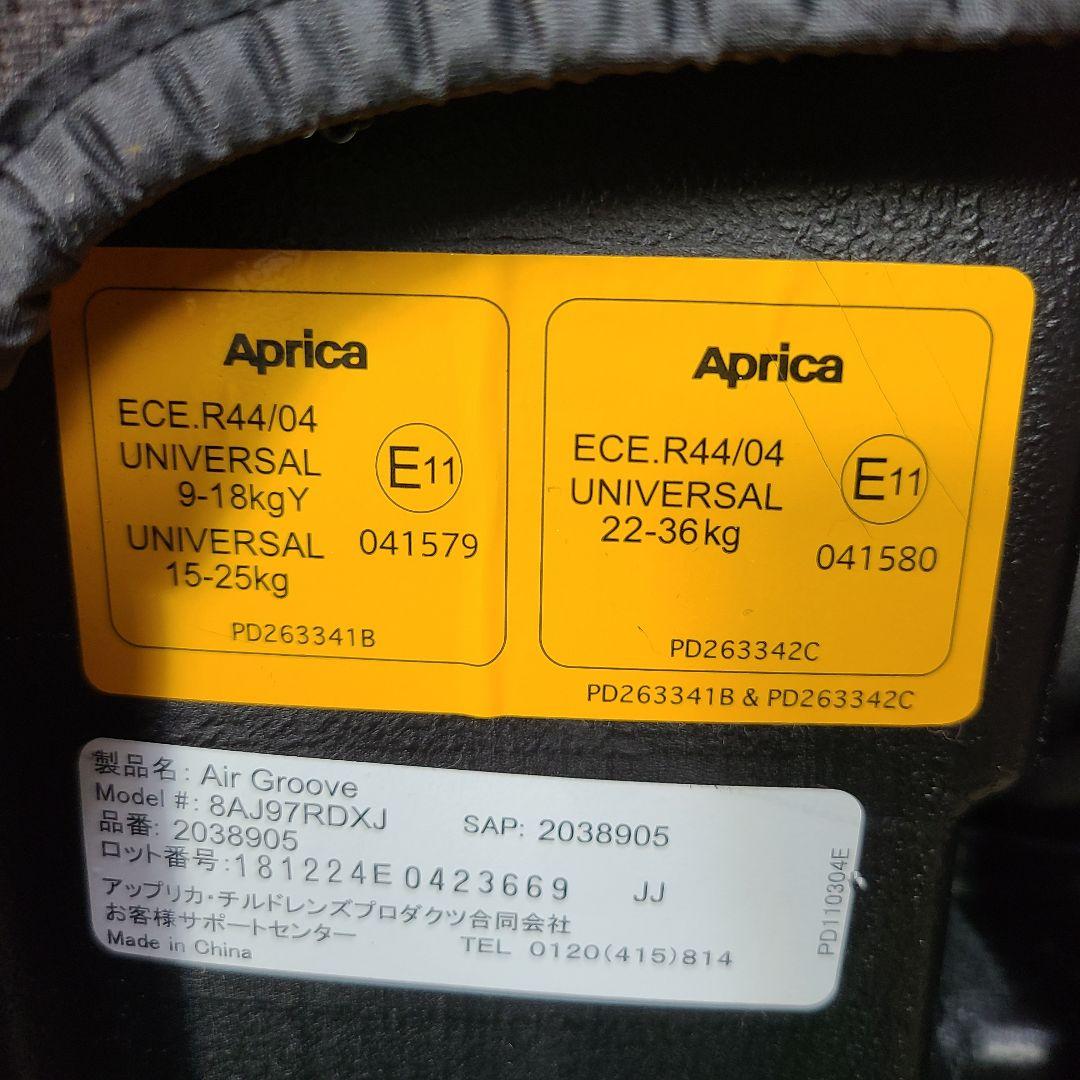 Aprica
ECE.R44/04
UNIVERSAL
9-18kgY
UNIVERSAL
15-25kg
E11
041579
PD263341B
Aprica
ECE.R44/04
UNIVERSAL
22-36kg
E11
041580
PD263342C
PD263341B & PD263342C
製品名: Air Groove
Model #: 8AJ97RDXJ
品番: 2038905 SAP: 2038905
ロット番号:181224E 0423669 JJ
アップリカ・チルドレンズプロダクツ合同会社
お客様サポートセンター TEL 0120(415)814
Made in China
PD110304E